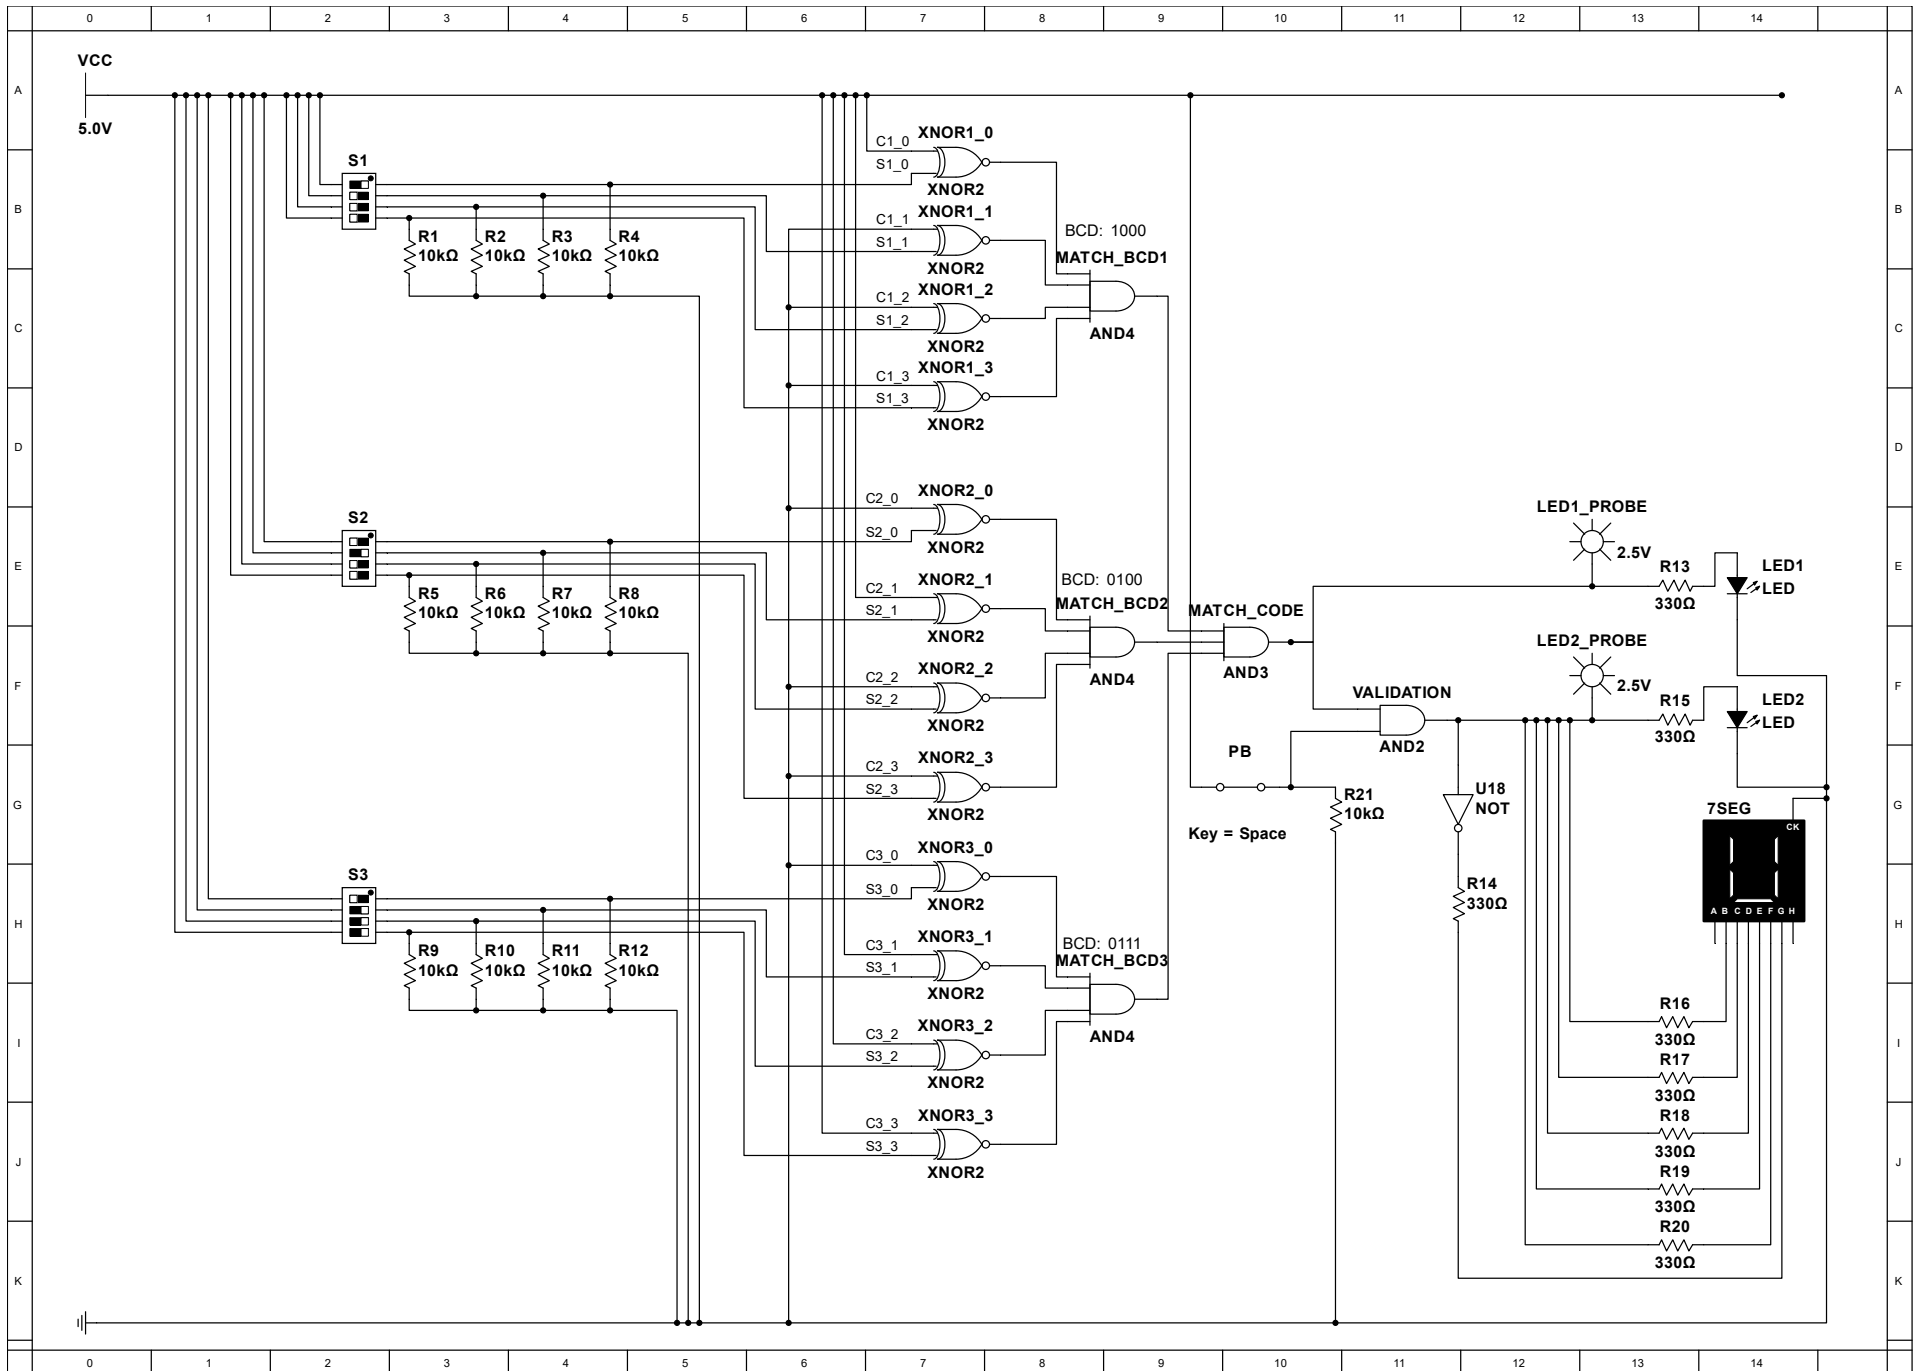 0 1 2 3 4 5 6 7 8 9 10 11 12 13 14
A A
B B
C C
D D
E E
F F
G G
H H
I I
J J
K K
VCC
5.0V
S1
R1
10kΩ
R2
10kΩ
R3
10kΩ
R4
10kΩ
S2
R5
10kΩ
R6
10kΩ
R7
10kΩ
R8
10kΩ
S3
R9
10kΩ
R10
10kΩ
R11
10kΩ
R12
10kΩ
XNOR1_0
C1_0
S1_0
XNOR2
XNOR1_1
C1_1
S1_1
XNOR2
XNOR1_2
C1_2
S1_2
XNOR2
XNOR1_3
C1_3
S1_3
XNOR2
BCD: 1000
MATCH_BCD1
AND4
XNOR2_0
C2_0
S2_0
XNOR2
XNOR2_1
C2_1
S2_1
XNOR2
XNOR2_2
C2_2
S2_2
XNOR2
XNOR2_3
C2_3
S2_3
XNOR2
BCD: 0100
MATCH_BCD2
AND4
XNOR3_0
C3_0
S3_0
XNOR2
XNOR3_1
C3_1
S3_1
XNOR2
XNOR3_2
C3_2
S3_2
XNOR2
XNOR3_3
C3_3
S3_3
XNOR2
BCD: 0111
MATCH_BCD3
AND4
MATCH_CODE
AND3
PB
Key = Space
R21
10kΩ
VALIDATION
AND2
U18
NOT
R14
330Ω
LED1_PROBE
2.5V
R13
330Ω
LED1
LED
LED2_PROBE
2.5V
R15
330Ω
LED2
LED
7SEG
CK
A B C D E F G H
R16
330Ω
R17
330Ω
R18
330Ω
R19
330Ω
R20
330Ω
0 1 2 3 4 5 6 7 8 9 10 11 12 13 14